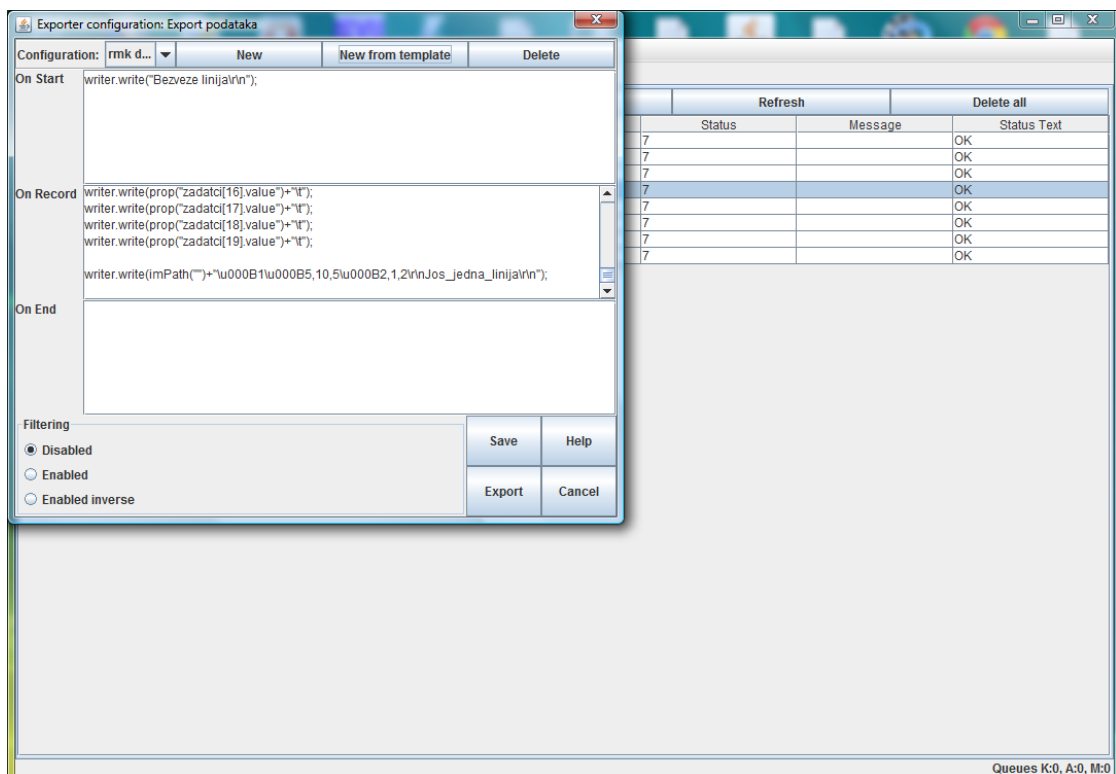 Exporter configuration: Export podataka
Configuration: rmk d... New New from template Delete
On Start writer.write("Bezveze linija\r\n");
On Record writer.write(prop("zadatci[16].value")+"\t");
writer.write(prop("zadatci[17].value")+"\t");
writer.write(prop("zadatci[18].value")+"\t");
writer.write(prop("zadatci[19].value")+"\t");
writer.write(imPath("")+"\u000B1\u000B5,10,5\u000B2,1,2\r\nJos_jedna_linija\r\n");
On End
Filtering
Disabled
Enabled
Enabled inverse
Save Help
Export Cancel
Refresh Delete all
Status Message Status Text
7 OK
7 OK
7 OK
7 OK
7 OK
7 OK
7 OK
7 OK
Queues K:0, A:0, M:0